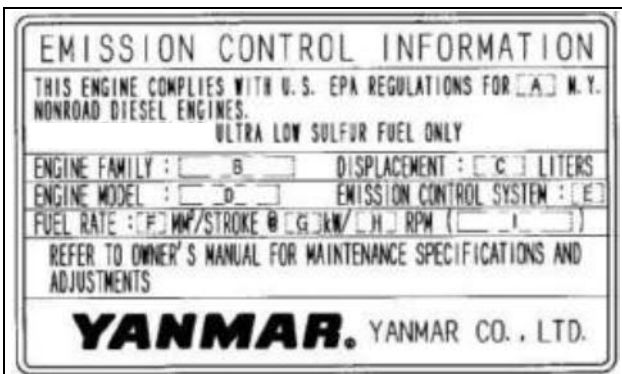 EMISSION CONTROL INFORMATION
THIS ENGINE COMPLIES WITH U.S. EPA REGULATIONS FOR [A] M.Y.
NONROAD DIESEL ENGINES.
ULTRA LOW SULFUR FUEL ONLY
ENGINE FAMILY : [B] DISPLACEMENT : [C] LITERS
ENGINE MODEL : [D] EMISSION CONTROL SYSTEM : [E]
FUEL RATE : [F] MM³/STROKE @ [G] kW/ [H] RPM ( [I] )
REFER TO OWNER'S MANUAL FOR MAINTENANCE SPECIFICATIONS AND
ADJUSTMENTS
YANMAR. YANMAR CO., LTD.